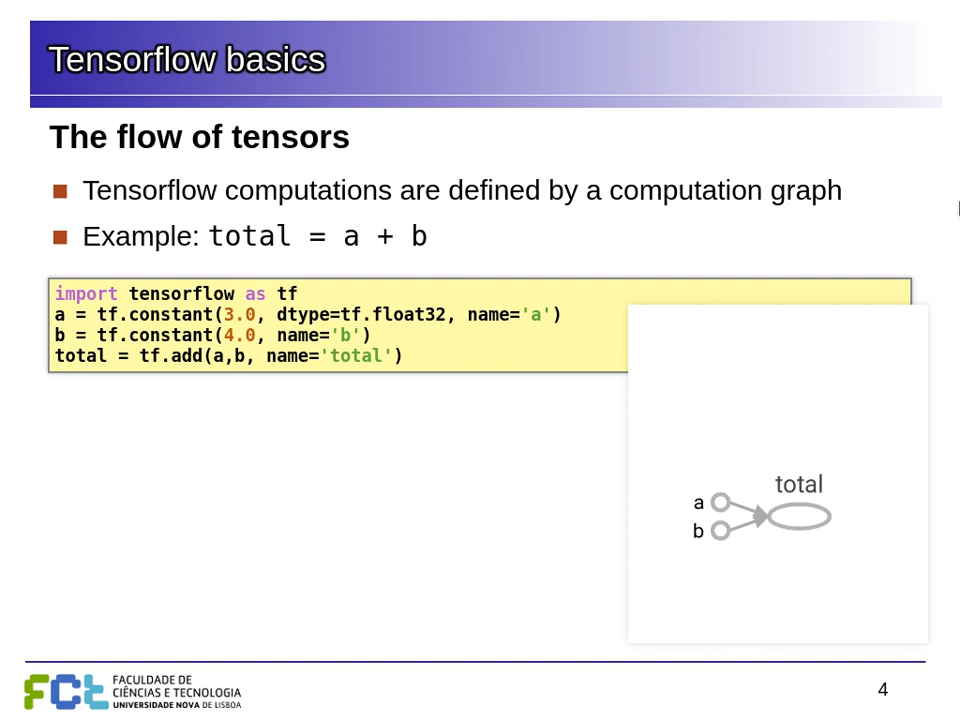 Tensorflow basics
The flow of tensors
Tensorflow computations are defined by a computation graph
Example: total = a + b
import tensorflow as tf
a = tf.constant(3.0, dtype=tf.float32, name='a')
b = tf.constant(4.0, name='b')
total = tf.add(a,b, name='total')
total
a
b
FCt
FACULDADE DE
CIÊNCIAS E TECNOLOGIA
UNIVERSIDADE NOVA DE LISBOA
4